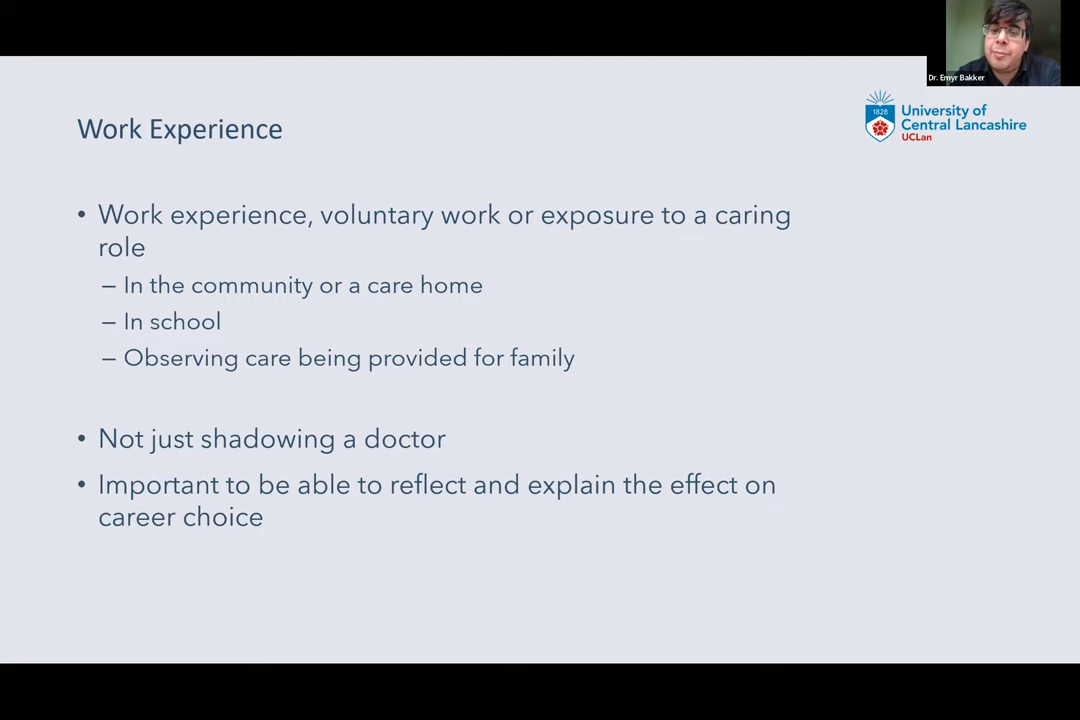 Dr. Emyr Bakker
Work Experience
1828
University of
Central Lancashire
UCLan
• Work experience, voluntary work or exposure to a caring
role
– In the community or a care home
– In school
– Observing care being provided for family
• Not just shadowing a doctor
• Important to be able to reflect and explain the effect on
career choice